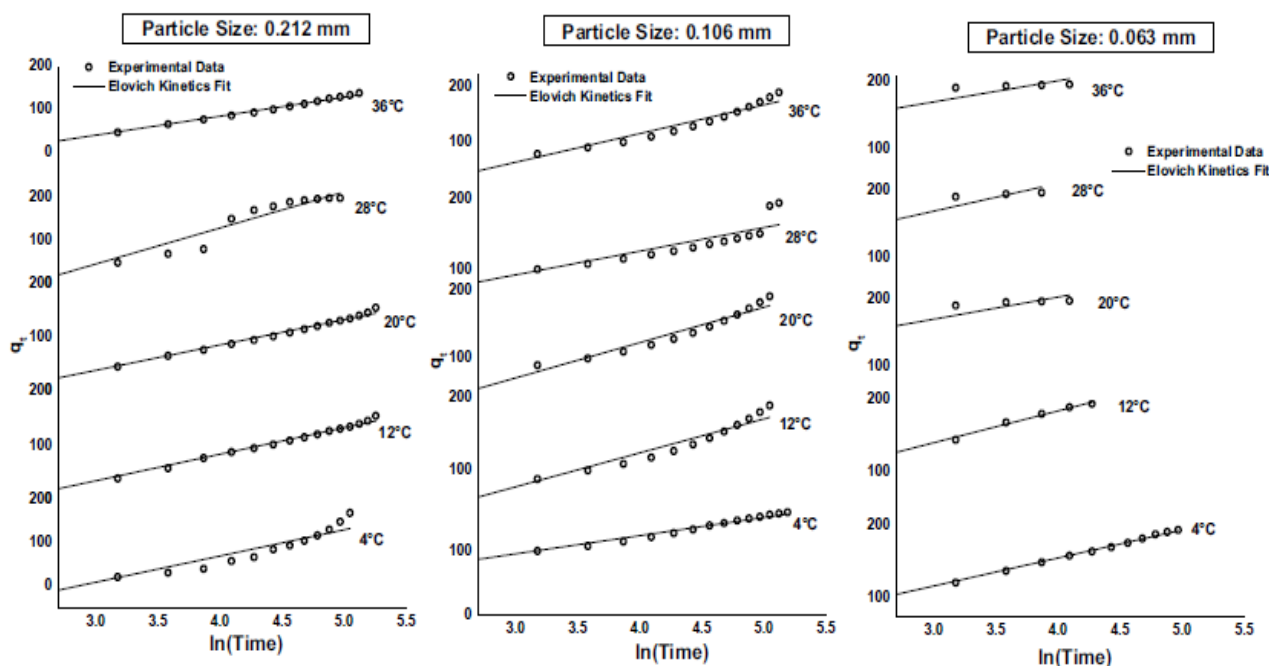 Particle Size: 0.212 mm
200
Experimental Data
Elovich Kinetics Fit
100
36°C
0
200
28°C
100
200
0
20°C
100
qt
200
0
12°C
100
200
0
100
4°C
0
3.0 3.5 4.0 4.5 5.0 5.5
ln(Time)
Particle Size: 0.106 mm
200
Experimental Data
Elovich Kinetics Fit
36°C
100
200
28°C
100
200
20°C
100
qt
200
12°C
100
4°C
100
0
3.0 3.5 4.0 4.5 5.0 5.5
ln(Time)
Particle Size: 0.063 mm
200
36°C
100
Experimental Data
Elovich Kinetics Fit
200
28°C
100
200
20°C
100
qt
200
12°C
100
200
4°C
100
3.0 3.5 4.0 4.5 5.0 5.5
ln(Time)